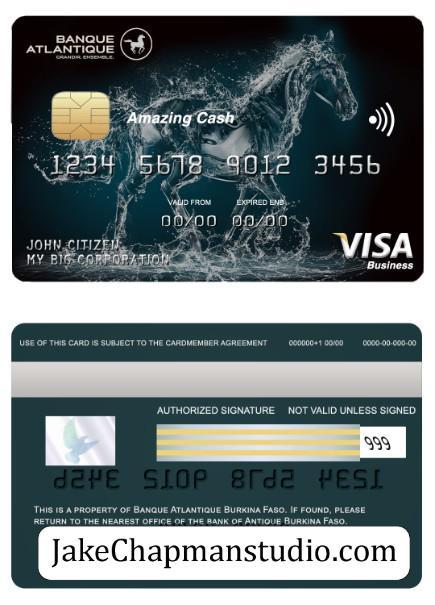 BANQUE
ATLANTIQUE
GRANDIR. ENSEMBLE.
Amazing Cash
1234 5678 9012 3456
VALID FROM EXPIRED END
00/00 00/00
JOHN CITIZEN
MY BIG CORPORATION
VISA
Business
USE OF THIS CARD IS SUBJECT TO THE CARDMEMBER AGREEMENT 000000+1 00/00 0000-00-000-00
AUTHORIZED SIGNATURE NOT VALID UNLESS SIGNED
999
THIS IS A PROPERTY OF BANQUE ATLANTIQUE BURKINA FASO. IF FOUND, PLEASE
RETURN TO THE NEAREST OFFICE OF THE BANK OF ANTIQUE BURKINA FASO.
JakeChapmanstudio.com